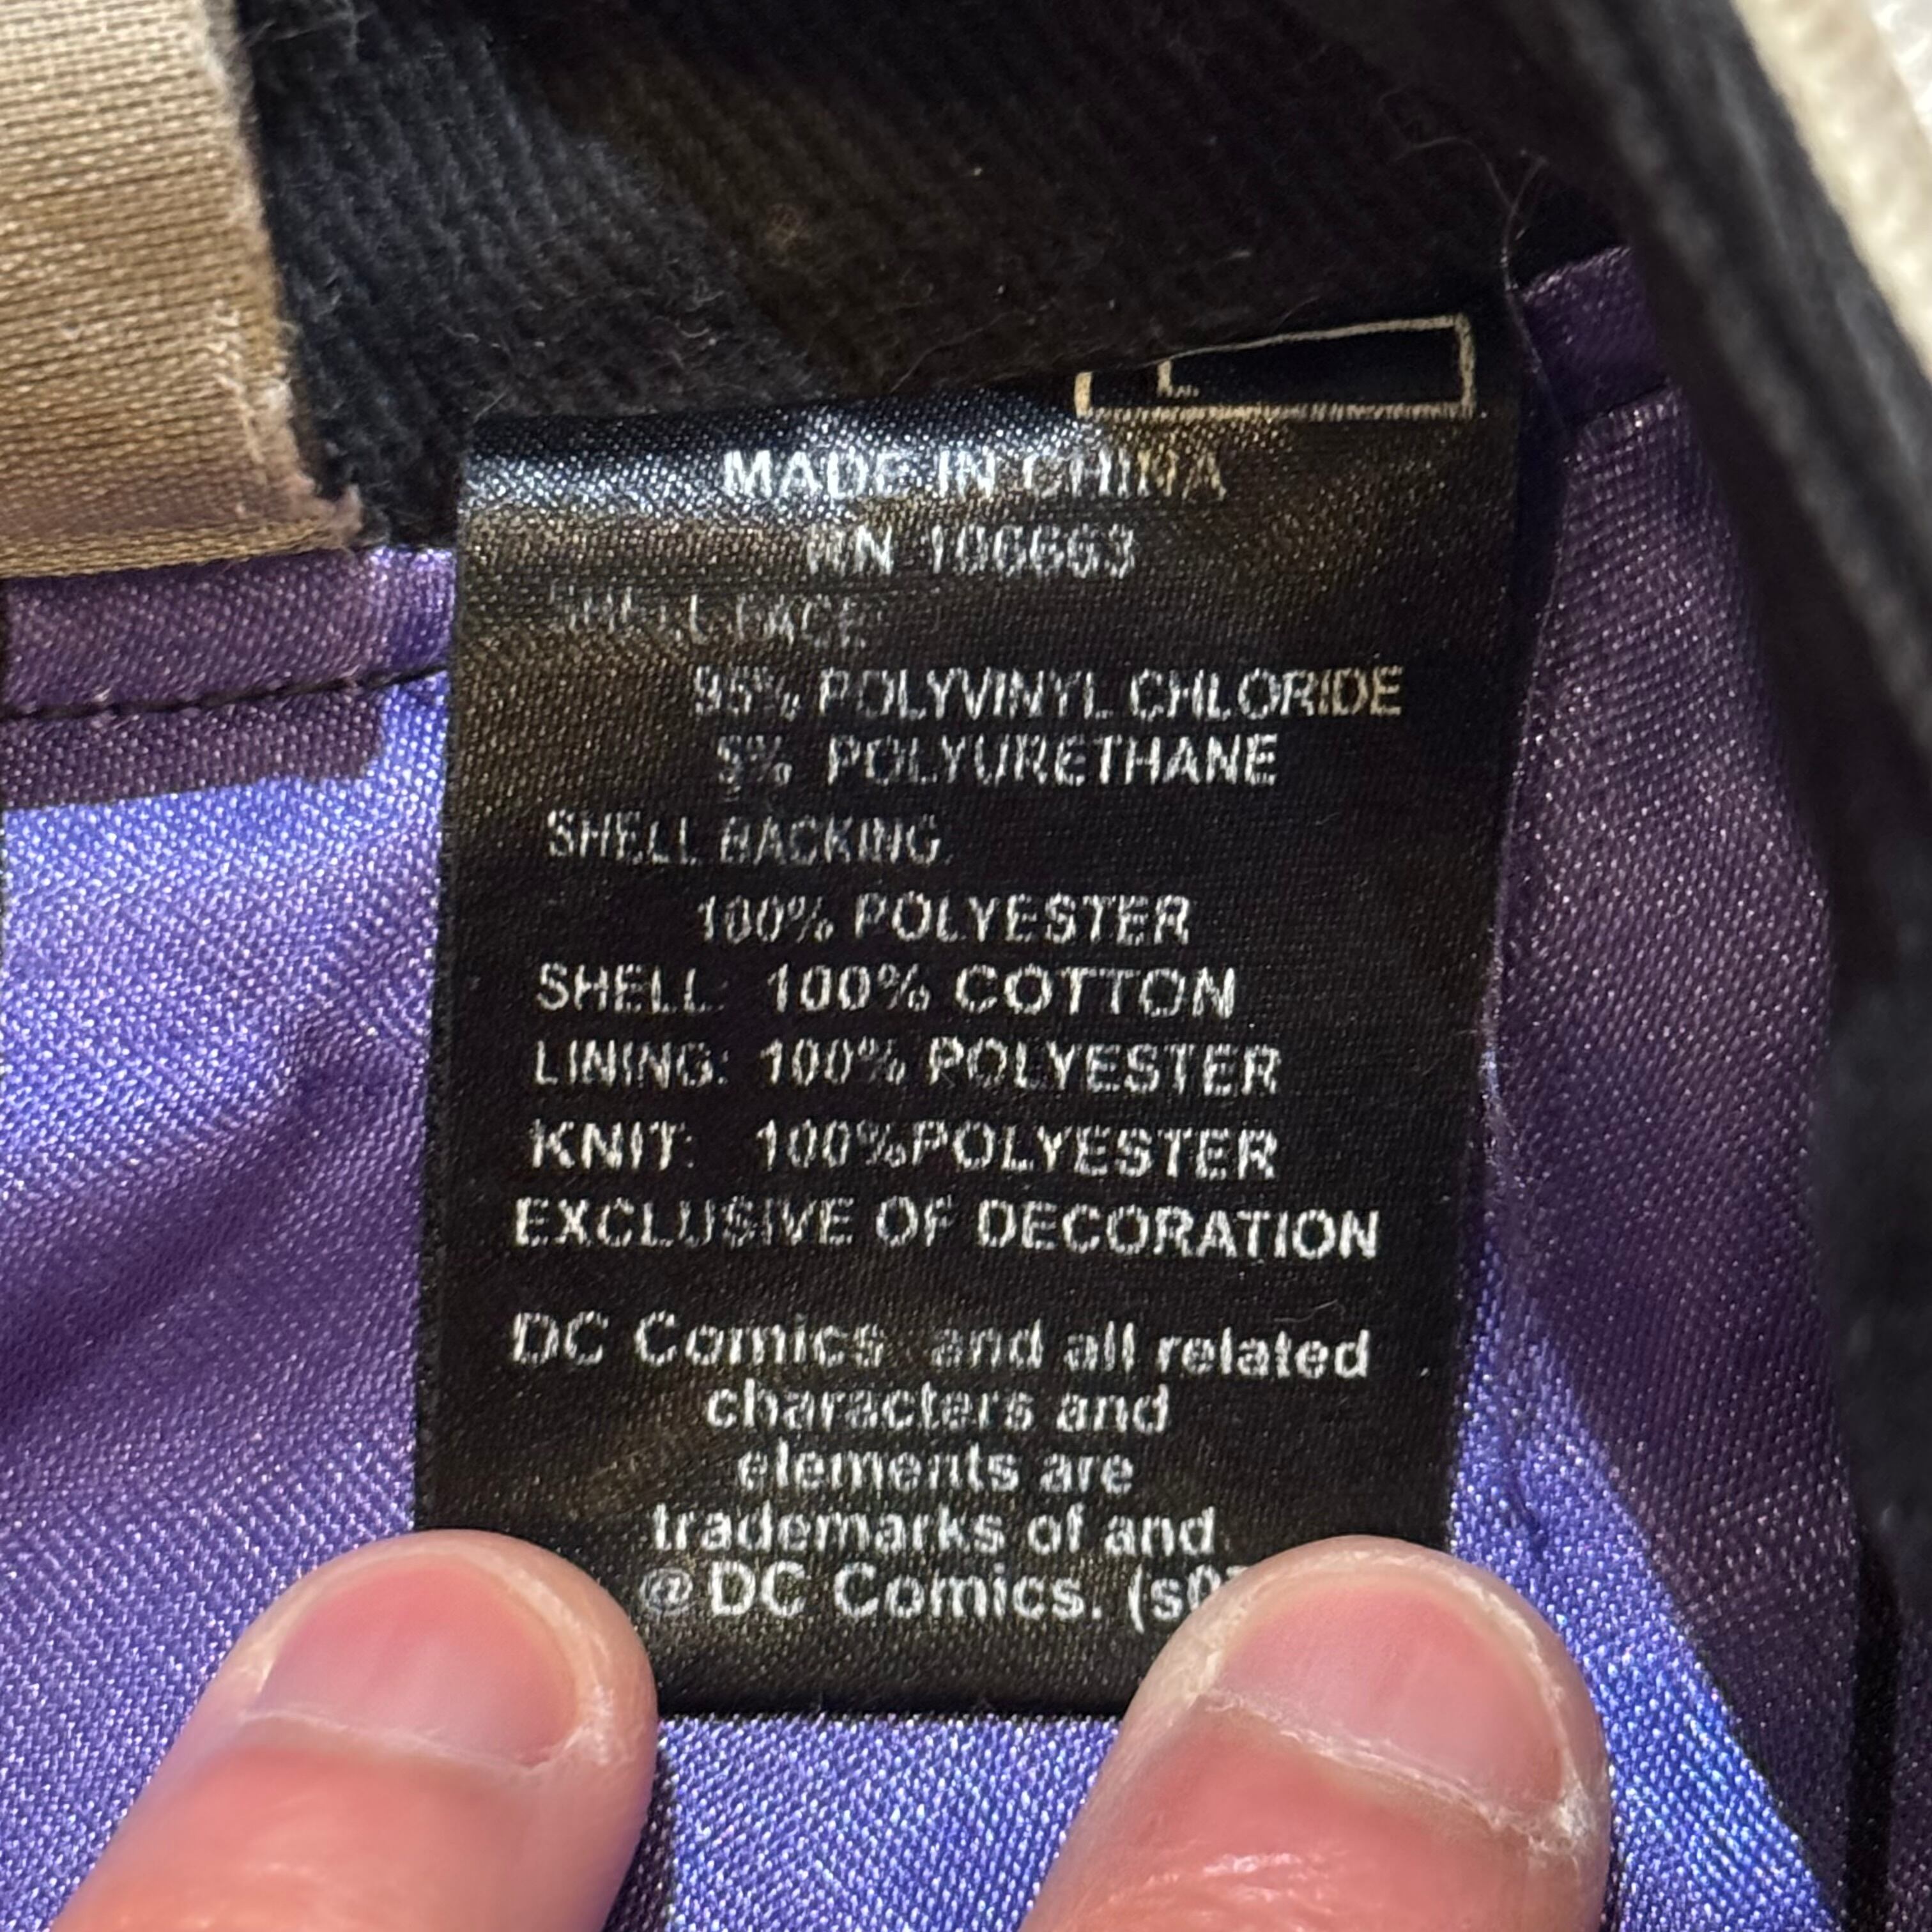 L
MADE IN CHINA
RN 106663
SHELL FACE:
95% POLYVINYL CHLORIDE
5% POLYURETHANE
SHELL BACKING:
100% POLYESTER
SHELL: 100% COTTON
LINING: 100% POLYESTER
KNIT: 100%POLYESTER
EXCLUSIVE OF DECORATION
DC Comics and all related
characters and
elements are
trademarks of and
@ DC Comics.